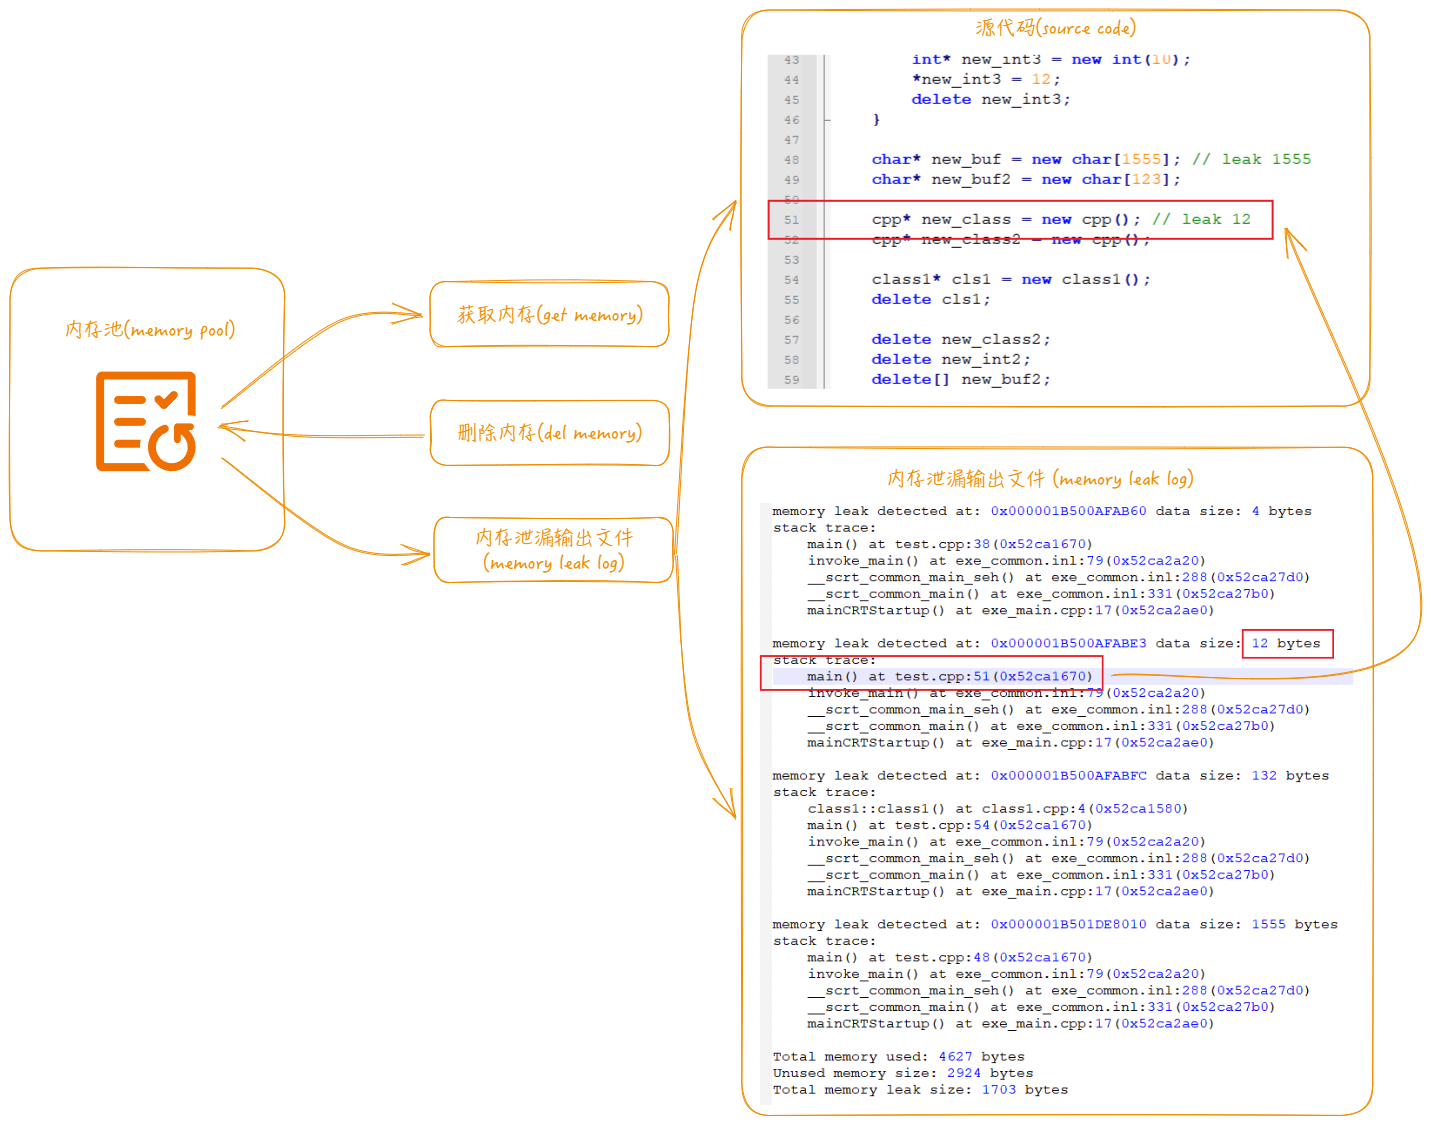 内存池(memory pool)
获取内存(get memory)
删除内存(del memory)
内存泄漏输出文件
(memory leak log)
源代码(source code)
43 int* new_int3 = new int(10);
44 *new_int3 = 12;
45 delete new_int3;
46 }
47
48 char* new_buf = new char[1555]; // leak 1555
49 char* new_buf2 = new char[123];
50
51 cpp* new_class = new cpp(); // leak 12
52 cpp* new_class2 = new cpp();
53
54 class1* cls1 = new class1();
55 delete cls1;
56
57 delete new_class2;
58 delete new_int2;
59 delete[] new_buf2;
内存泄漏输出文件 (memory leak log)
memory leak detected at: 0x000001B500AFAB60 data size: 4 bytes
stack trace:
main() at test.cpp:38(0x52ca1670)
invoke_main() at exe_common.inl:79(0x52ca2a20)
__scrt_common_main_seh() at exe_common.inl:288(0x52ca27d0)
__scrt_common_main() at exe_common.inl:331(0x52ca27b0)
mainCRTStartup() at exe_main.cpp:17(0x52ca2ae0)
memory leak detected at: 0x000001B500AFABE3 data size: 12 bytes
stack trace:
main() at test.cpp:51(0x52ca1670)
invoke_main() at exe_common.inl:79(0x52ca2a20)
__scrt_common_main_seh() at exe_common.inl:288(0x52ca27d0)
__scrt_common_main() at exe_common.inl:331(0x52ca27b0)
mainCRTStartup() at exe_main.cpp:17(0x52ca2ae0)
memory leak detected at: 0x000001B500AFABFC data size: 132 bytes
stack trace:
class1::class1() at class1.cpp:4(0x52ca1580)
main() at test.cpp:54(0x52ca1670)
invoke_main() at exe_common.inl:79(0x52ca2a20)
__scrt_common_main_seh() at exe_common.inl:288(0x52ca27d0)
__scrt_common_main() at exe_common.inl:331(0x52ca27b0)
mainCRTStartup() at exe_main.cpp:17(0x52ca2ae0)
memory leak detected at: 0x000001B501DE8010 data size: 1555 bytes
stack trace:
main() at test.cpp:48(0x52ca1670)
invoke_main() at exe_common.inl:79(0x52ca2a20)
__scrt_common_main_seh() at exe_common.inl:288(0x52ca27d0)
__scrt_common_main() at exe_common.inl:331(0x52ca27b0)
mainCRTStartup() at exe_main.cpp:17(0x52ca2ae0)
Total memory used: 4627 bytes
Unused memory size: 2924 bytes
Total memory leak size: 1703 bytes